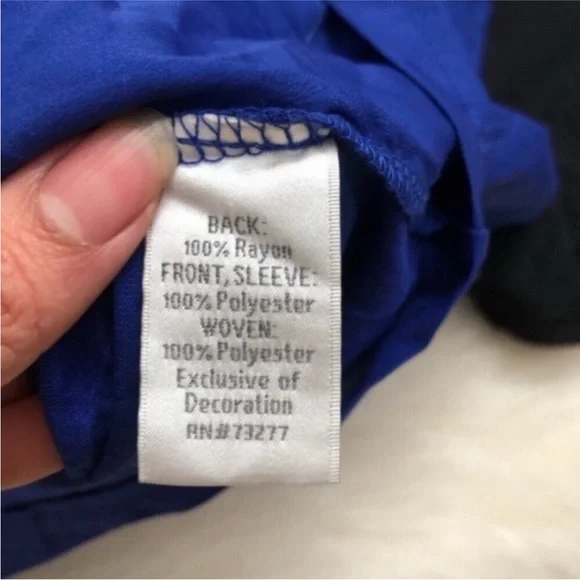 BACK:
100% Rayon
FRONT, SLEEVE:
100% Polyester
WOVEN:
100% Polyester
Exclusive of
Decoration
RN#73277